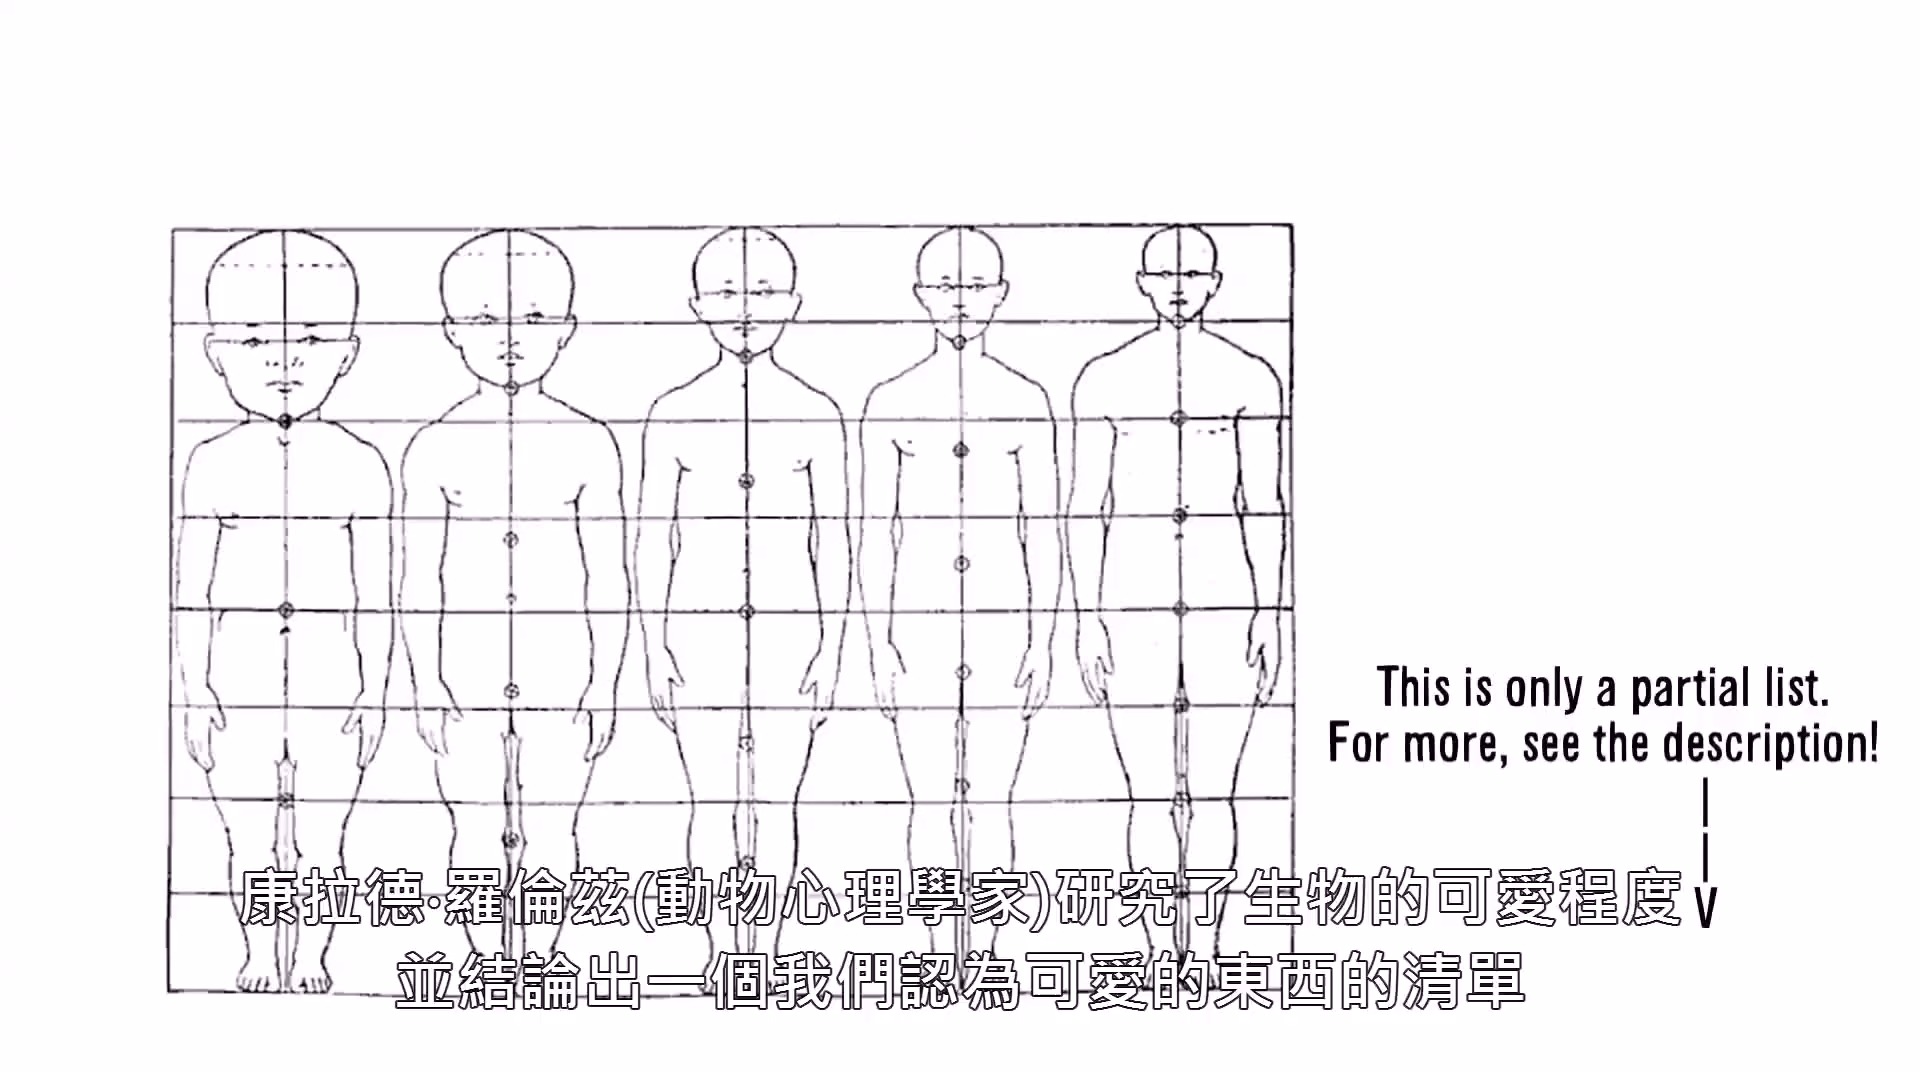 This is only a partial list.
For more, see the description!
康拉德·羅倫茲(動物心理學家)研究了生物的可愛程度
並結論出一個我們認為可愛的東西的清單